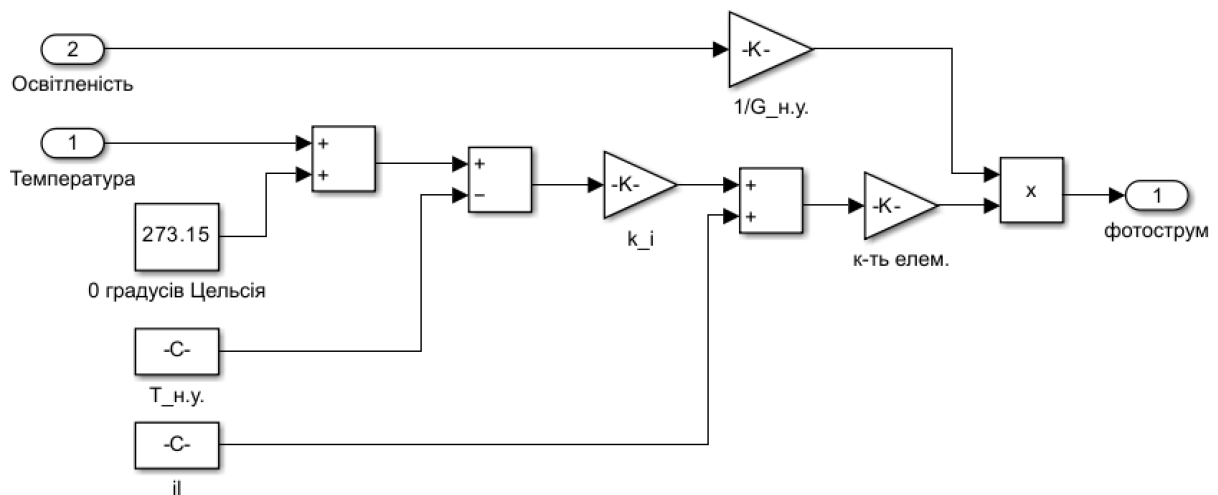 2
Освітленість
-K-
1/G_н.у.
1
Температура
+
+
273.15
0 градусів Цельсія
+
−
-K-
k_i
+
+
-K-
к-ть елем.
x
1
фотострум
-C-
T_н.у.
-C-
il